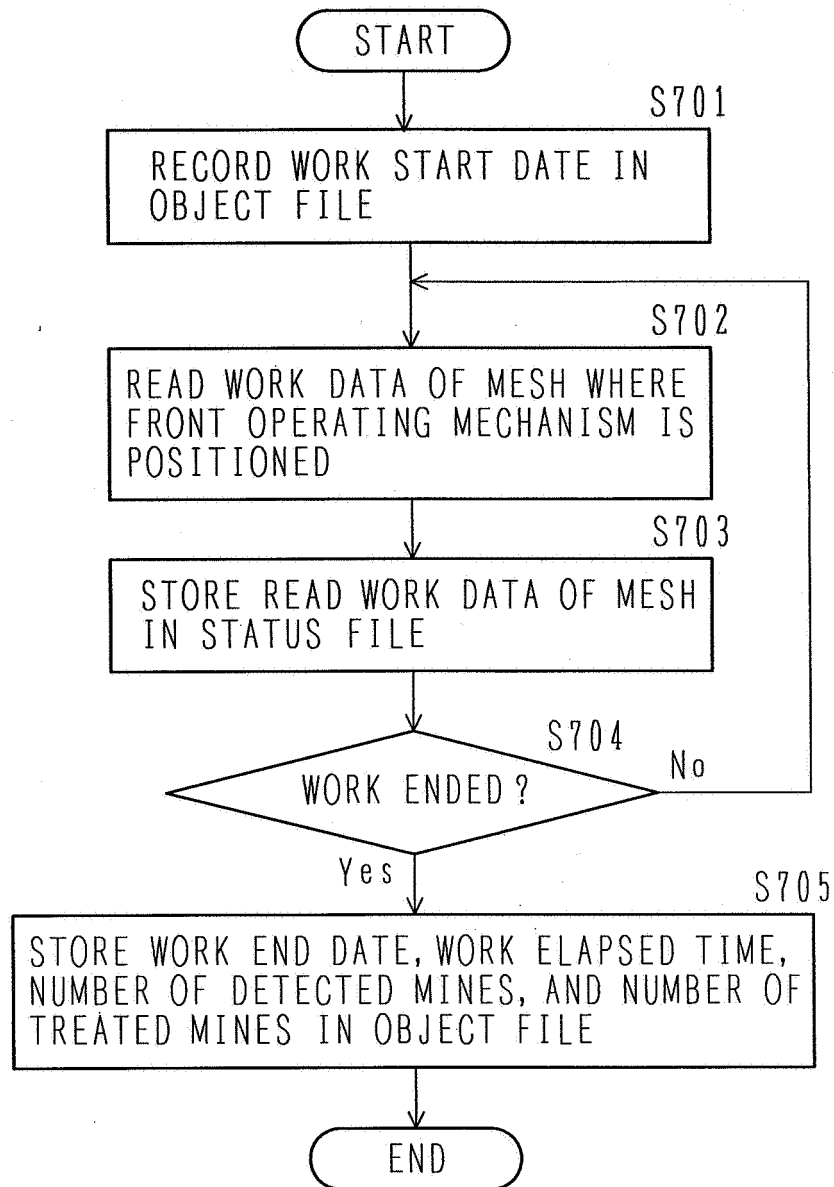 START
S701
RECORD WORK START DATE IN
OBJECT FILE
S702
READ WORK DATA OF MESH WHERE
FRONT OPERATING MECHANISM IS
POSITIONED
S703
STORE READ WORK DATA OF MESH
IN STATUS FILE
S704
WORK ENDED?
No
Yes
S705
STORE WORK END DATE, WORK ELAPSED TIME,
NUMBER OF DETECTED MINES, AND NUMBER OF
TREATED MINES IN OBJECT FILE
END